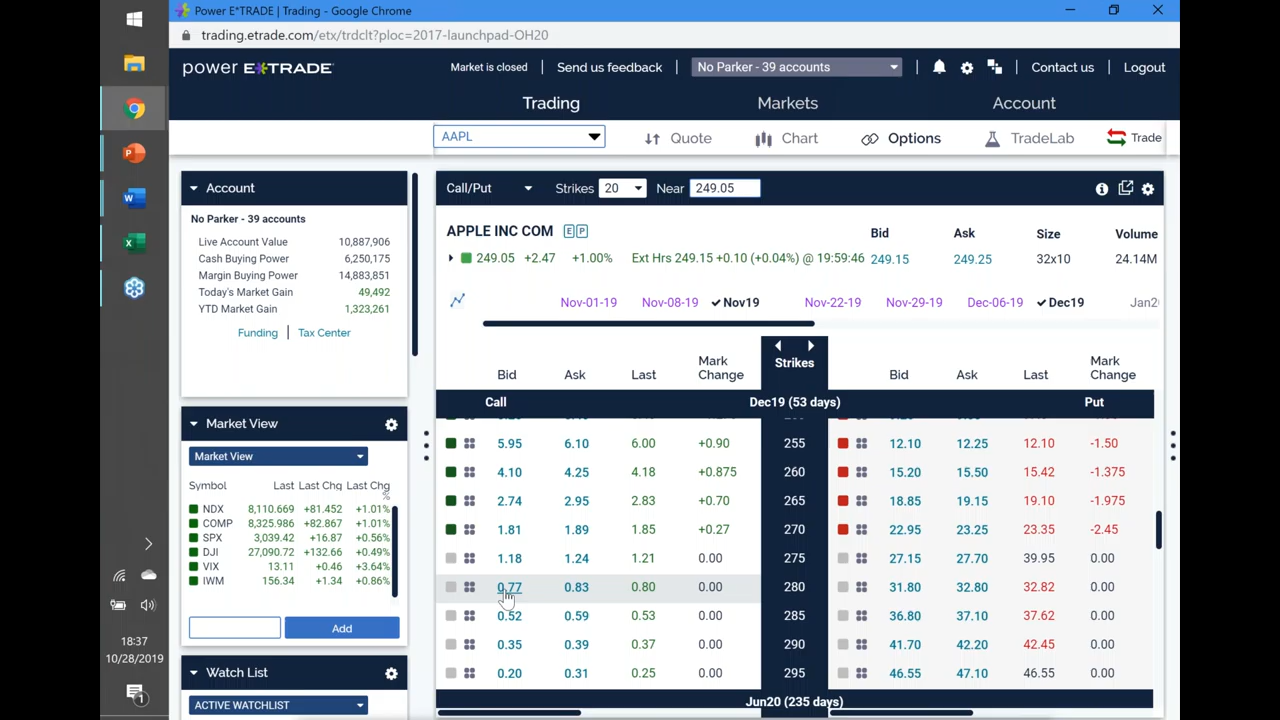 Power E*TRADE | Trading - Google Chrome
trading.etrade.com/etx/trdclt?ploc=2017-launchpad-OH20
power E*TRADE
Market is closed
Send us feedback
No Parker - 39 accounts
Contact us
Logout
Trading
Markets
Account
AAPL
Quote
Chart
Options
TradeLab
Trade
Account
No Parker - 39 accounts
Live Account Value 10,887,906
Cash Buying Power 6,250,175
Margin Buying Power 14,883,851
Today's Market Gain 49,492
YTD Market Gain 1,323,261
Funding | Tax Center
Market View
Market View
Symbol Last Last Chg Last Chg %
NDX 8,110.669 +81.452 +1.01%
COMP 8,325.986 +82.867 +1.01%
SPX 3,039.42 +16.87 +0.56%
DJI 27,090.72 +132.66 +0.49%
VIX 13.11 +0.46 +3.64%
IWM 156.34 +1.34 +0.86%
Add
Watch List
ACTIVE WATCHLIST
Call/Put Strikes 20 Near 249.05
APPLE INC COM E P
Bid Ask Size Volume
249.05 +2.47 +1.00% Ext Hrs 249.15 +0.10 (+0.04%) @ 19:59:46 249.15 249.25 32x10 24.14M
Nov-01-19 Nov-08-19 Nov19 Nov-22-19 Nov-29-19 Dec-06-19 Dec19 Jan2
Bid Ask Last Mark Change Strikes Bid Ask Last Mark Change
Call Dec19 (53 days) Put
5.95 6.10 6.00 +0.90 255 12.10 12.25 12.10 -1.50
4.10 4.25 4.18 +0.875 260 15.20 15.50 15.42 -1.375
2.74 2.95 2.83 +0.70 265 18.85 19.15 19.10 -1.975
1.81 1.89 1.85 +0.27 270 22.95 23.25 23.35 -2.45
1.18 1.24 1.21 0.00 275 27.15 27.70 39.95 0.00
0.77 0.83 0.80 0.00 280 31.80 32.80 32.82 0.00
0.52 0.59 0.53 0.00 285 36.80 37.10 37.62 0.00
0.35 0.39 0.37 0.00 290 41.70 42.20 42.45 0.00
0.20 0.31 0.25 0.00 295 46.55 47.10 46.55 0.00
Jun20 (235 days)
18:37
10/28/2019
1